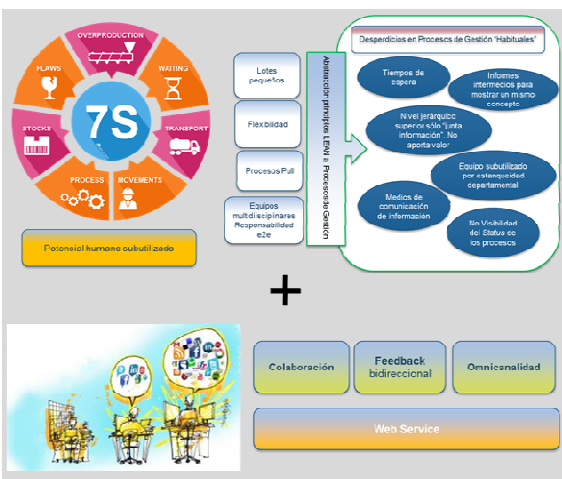 OVERPRODUCTION
FLAWS
WAITING
7S
STOCKS
TRANSPORT
PROCESS
MOVEMENTS
Potencial humano subutilizado
Lotes
pequeños
Flexibilidad
Procesos Pull
Equipos
multidisciplinares
Responsabilidad
e2e
Abstracción principios LEAN a Procesos de Gestión
Desperdicios en Procesos de Gestión "Habituales"
Tiempos de
espera
Informes
intermedios para
mostrar un mismo
concepto
Nivel jerárquico
superior sólo "junta
información". No
aporta valor
Equipo subutilizado
por estanqueidad
departamental
Medios de
comunicación
de información
No Visibilidad
del Status de
los procesos
+
Colaboración
Feedback
bidireccional
Omnicanalidad
Web Service